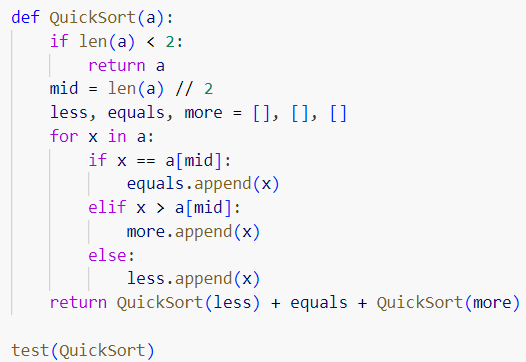 def QuickSort(a):
    if len(a) < 2:
        return a
    mid = len(a) // 2
    less, equals, more = [], [], []
    for x in a:
        if x == a[mid]:
            equals.append(x)
        elif x > a[mid]:
            more.append(x)
        else:
            less.append(x)
    return QuickSort(less) + equals + QuickSort(more)

test(QuickSort)